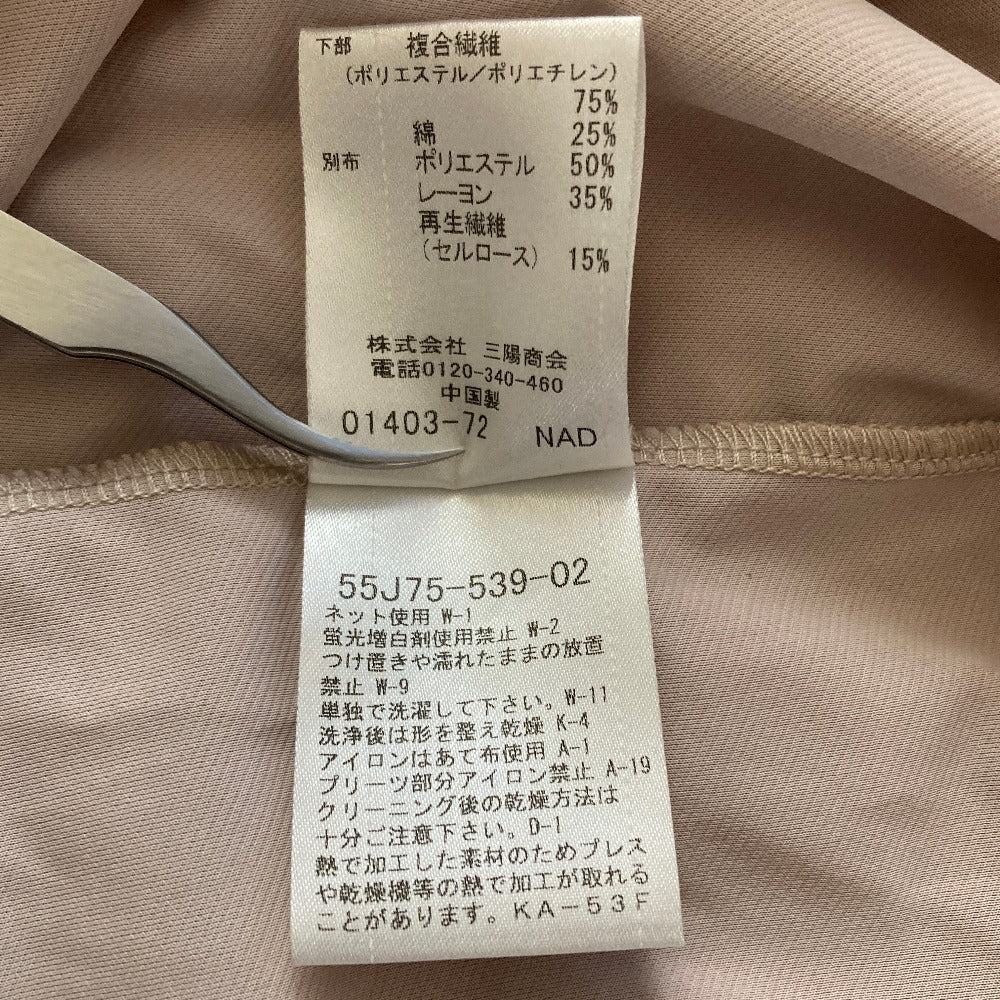 下部 複合繊維
(ポリエステル/ポリエチレン)
75%
綿 25%
別布 ポリエステル 50%
レーヨン 35%
再生繊維
(セルロース) 15%
株式会社 三陽商会
電話0120-340-460
中国製
01403-72 NAD
55J75-539-02
ネット使用 W-1
蛍光増白剤使用禁止 W-2
つけ置きや濡れたままの放置
禁止 W-9
単独で洗濯して下さい。W-11
洗浄後は形を整え乾燥 K-4
アイロンはあて布使用 A-1
プリーツ部分アイロン禁止 A-19
クリーニング後の乾燥方法は
十分ご注意下さい。D-1
熱で加工した素材のためプレス
や乾燥機等の熱で加工が取れる
ことがあります。KA-53F